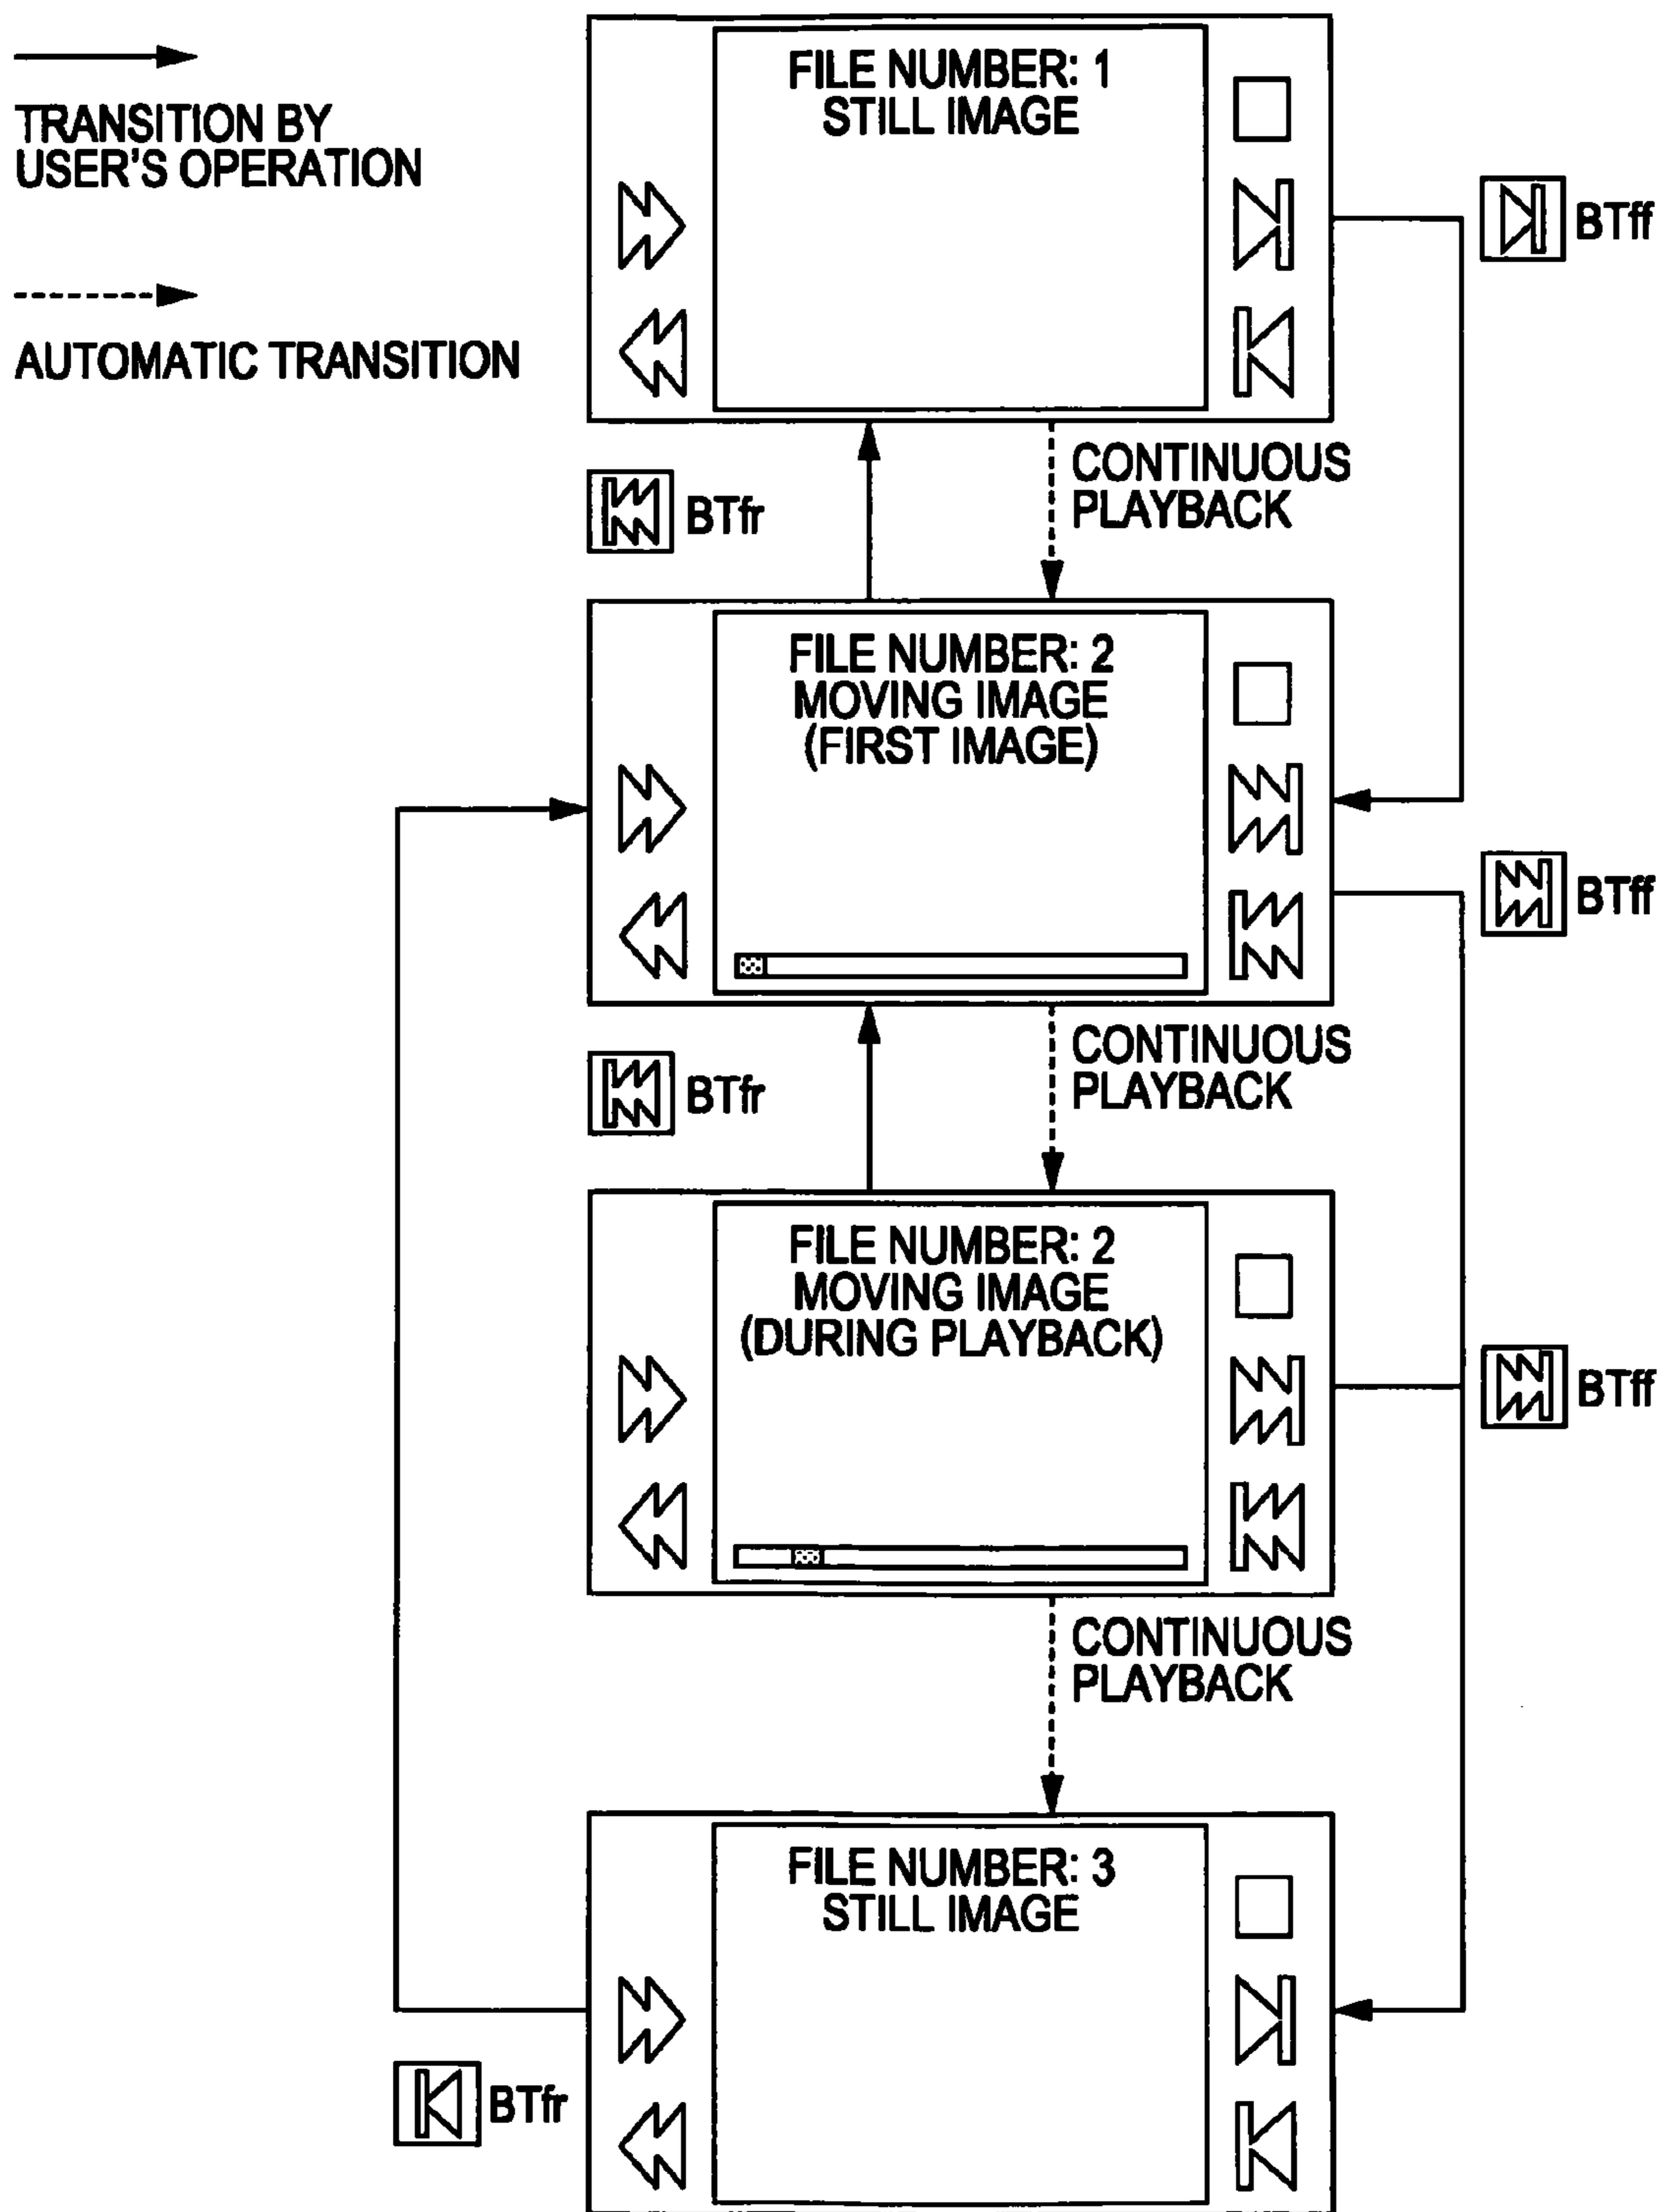 TRANSITION BY
USER'S OPERATION
AUTOMATIC TRANSITION
FILE NUMBER: 1
STILL IMAGE
BTff
BTfr
CONTINUOUS
PLAYBACK
FILE NUMBER: 2
MOVING IMAGE
(FIRST IMAGE)
BTff
BTfr
CONTINUOUS
PLAYBACK
FILE NUMBER: 2
MOVING IMAGE
(DURING PLAYBACK)
BTff
CONTINUOUS
PLAYBACK
FILE NUMBER: 3
STILL IMAGE
BTfr